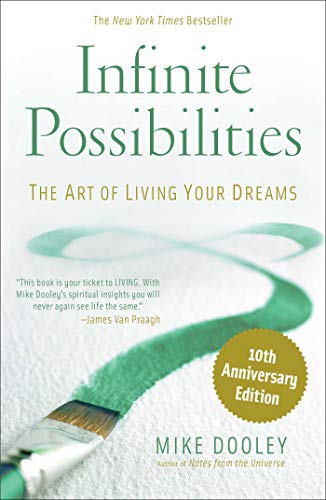 The New York Times Bestseller
Infinite
Possibilities
THE ART OF LIVING YOUR DREAMS
"This book is your ticket to LIVING. With
Mike Dooley's spiritual insights you will
never again see life the same."
—James Van Praagh
10th
Anniversary
Edition
MIKE DOOLEY
Author of Notes from the Universe